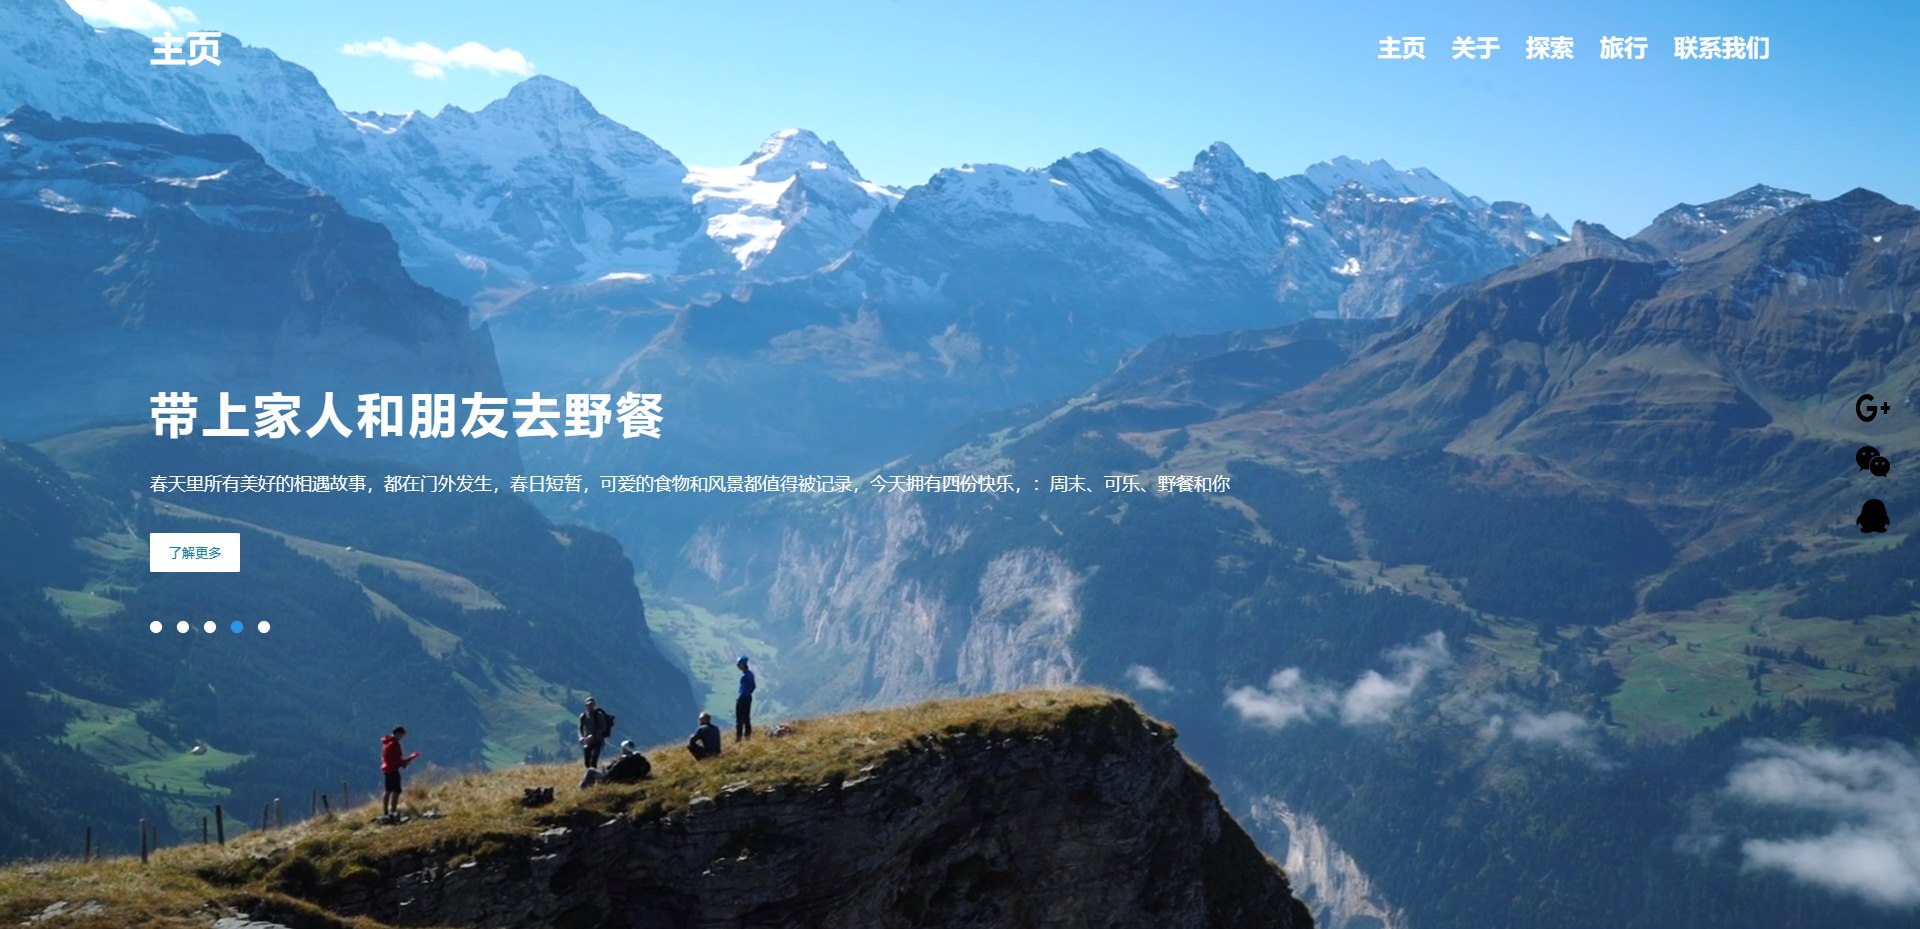 主页
主页 关于 探索 旅行 联系我们
带上家人和朋友去野餐
春天里所有美好的相遇故事，都在门外发生，春日短暂，可爱的食物和风景都值得被记录，今天拥有四份快乐，：周末、可乐、野餐和你
G+
了解更多